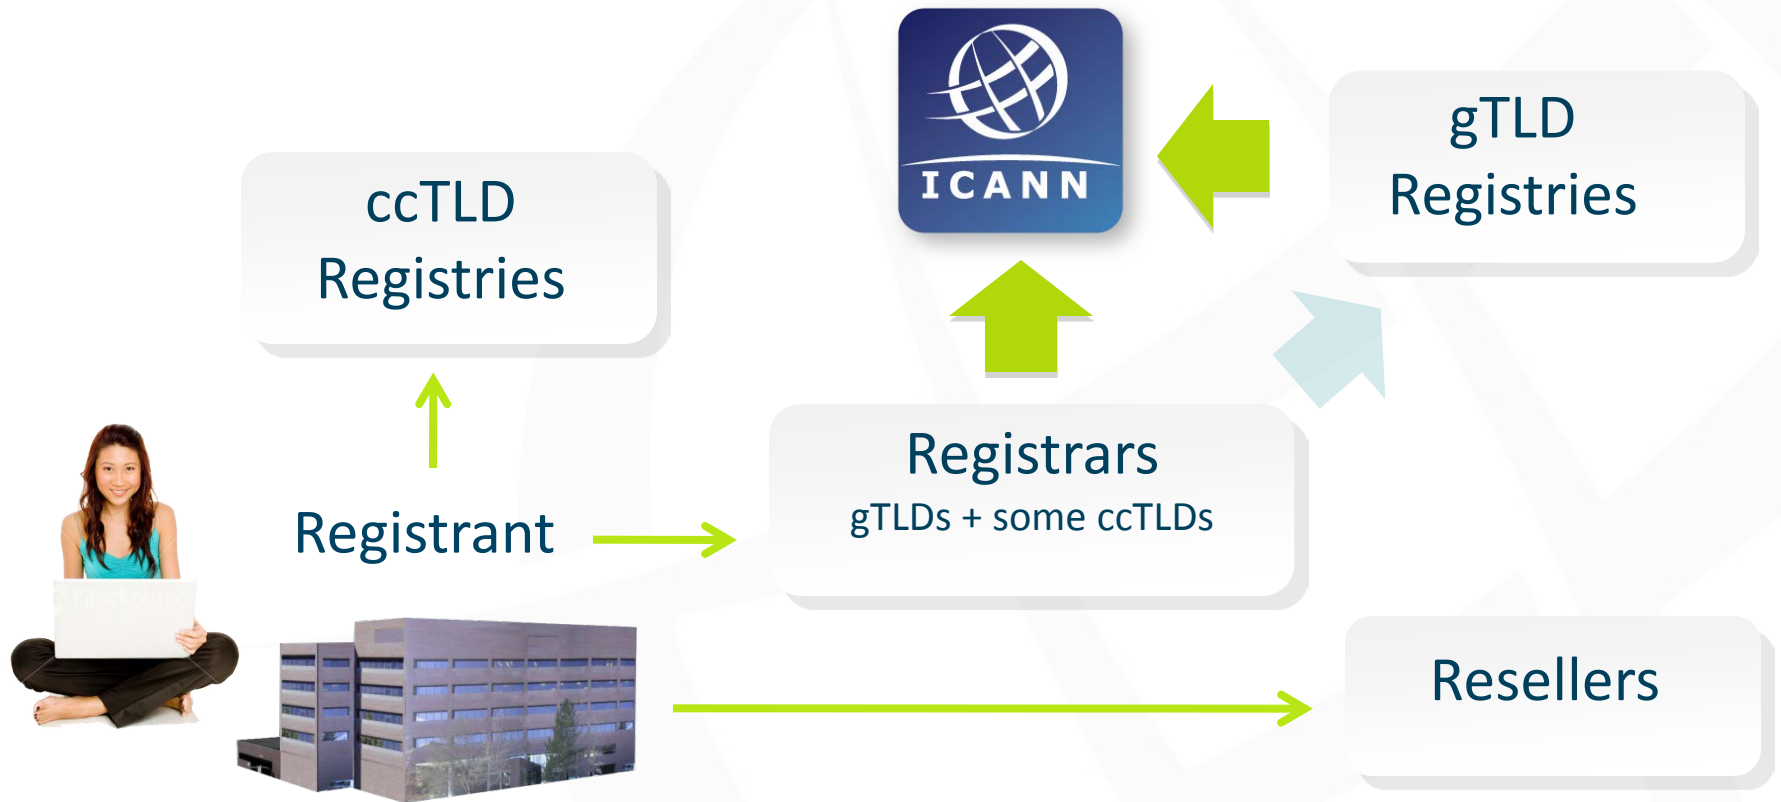 ICANN
gTLD
Registries
ccTLD
Registries
Registrars
gTLDs + some ccTLDs
Registrant
Resellers